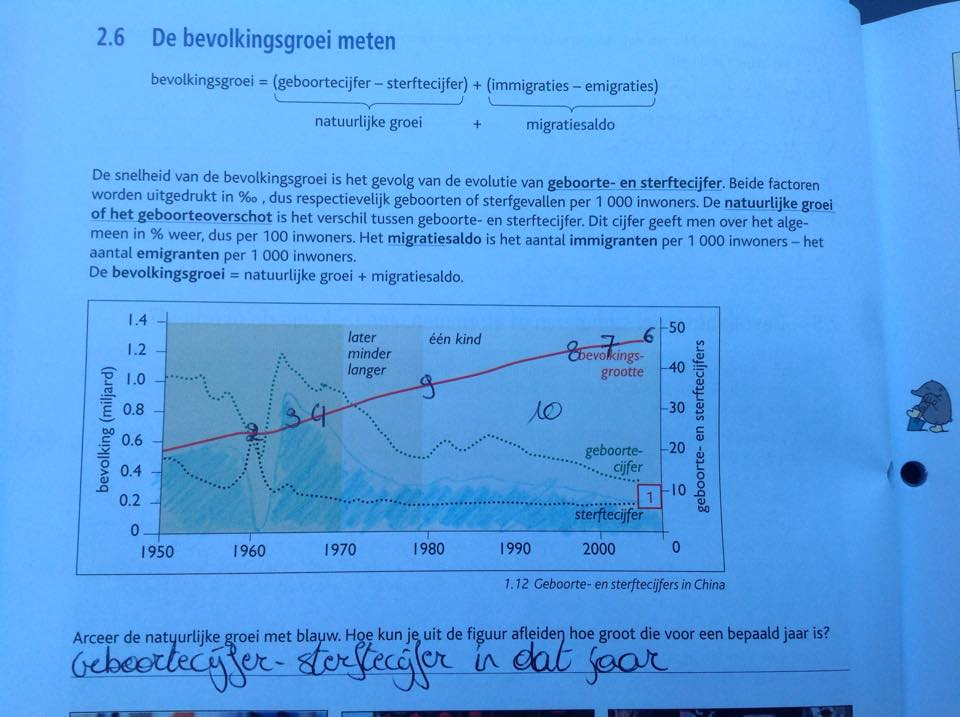 2.6 De bevolkingsgroei meten
bevolkingsgroei = (geboortecijfer – sterftecijfer) + (immigraties – emigraties)
natuurlijke groei + migratiesaldo
De snelheid van de bevolkingsgroei is het gevolg van de evolutie van geboorte- en sterftecijfer. Beide factoren
worden uitgedrukt in ‰ , dus respectievelijk geboorten of sterfgevallen per 1 000 inwoners. De natuurlijke groei
of het geboorteoverschot is het verschil tussen geboorte- en sterftecijfer. Dit cijfer geeft men over het alge-
meen in % weer, dus per 100 inwoners. Het migratiesaldo is het aantal immigranten per 1 000 inwoners – het
aantal emigranten per 1 000 inwoners.
De bevolkingsgroei = natuurlijke groei + migratiesaldo.
bevolking (miljard)
1.4
1.2
1.0
0.8
0.6
0.4
0.2
0
later
minder
langer
één kind
2
3
4
9
8
7
6
10
bevolkings-
grootte
geboorte-
cijfer
1
sterftecijfer
50
40
30
20
10
0
geboorte- en sterftecijfers
1950 1960 1970 1980 1990 2000
1.12 Geboorte- en sterftecijfers in China
Arceer de natuurlijke groei met blauw. Hoe kun je uit de figuur afleiden hoe groot die voor een bepaald jaar is?
Geboortecijfer - sterftecijfer in dat jaar